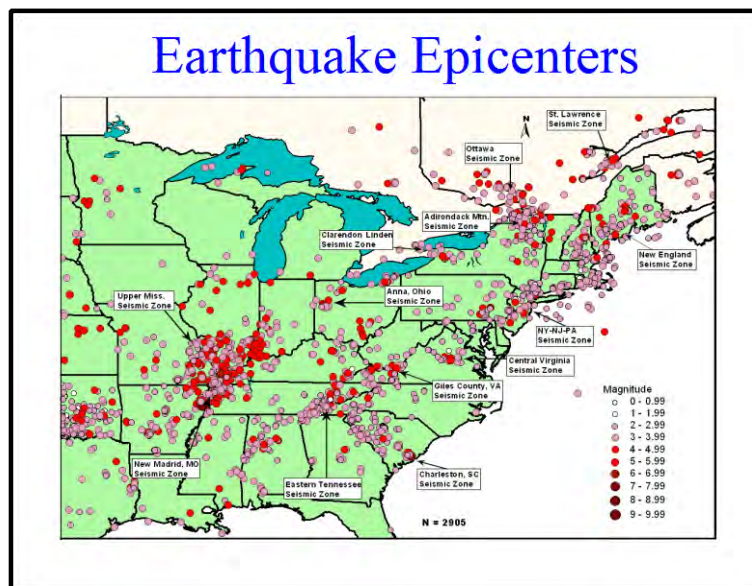 Earthquake Epicenters
N
St. Lawrence
Seismic Zone
Ottawa
Seismic Zone
Adirondack Mtn.
Seismic Zone
Clarendon Linden
Seismic Zone
New England
Seismic Zone
Upper Miss.
Seismic Zone
Anna, Ohio
Seismic Zone
NY-NJ-PA
Seismic Zone
Central Virginia
Seismic Zone
Giles County, VA
Seismic Zone
New Madrid, MO
Seismic Zone
Eastern Tennessee
Seismic Zone
Charleston, SC
Seismic Zone
Magnitude
0 - 0.99
1 - 1.99
2 - 2.99
3 - 3.99
4 - 4.99
5 - 5.99
6 - 6.99
7 - 7.99
8 - 8.99
9 - 9.99
N = 2905